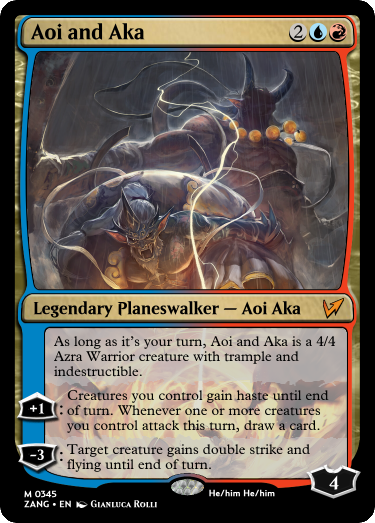 Aoi and Aka 2
Legendary Planeswalker — Aoi Aka
As long as it's your turn, Aoi and Aka is a 4/4
Azra Warrior creature with trample and
indestructible.
+1: Creatures you control gain haste until end
of turn. Whenever one or more creatures
you control attack this turn, draw a card.
-3: Target creature gains double strike and
flying until end of turn.
4
M 0345
ZANG • EN Gianluca Rolli
He/him He/him